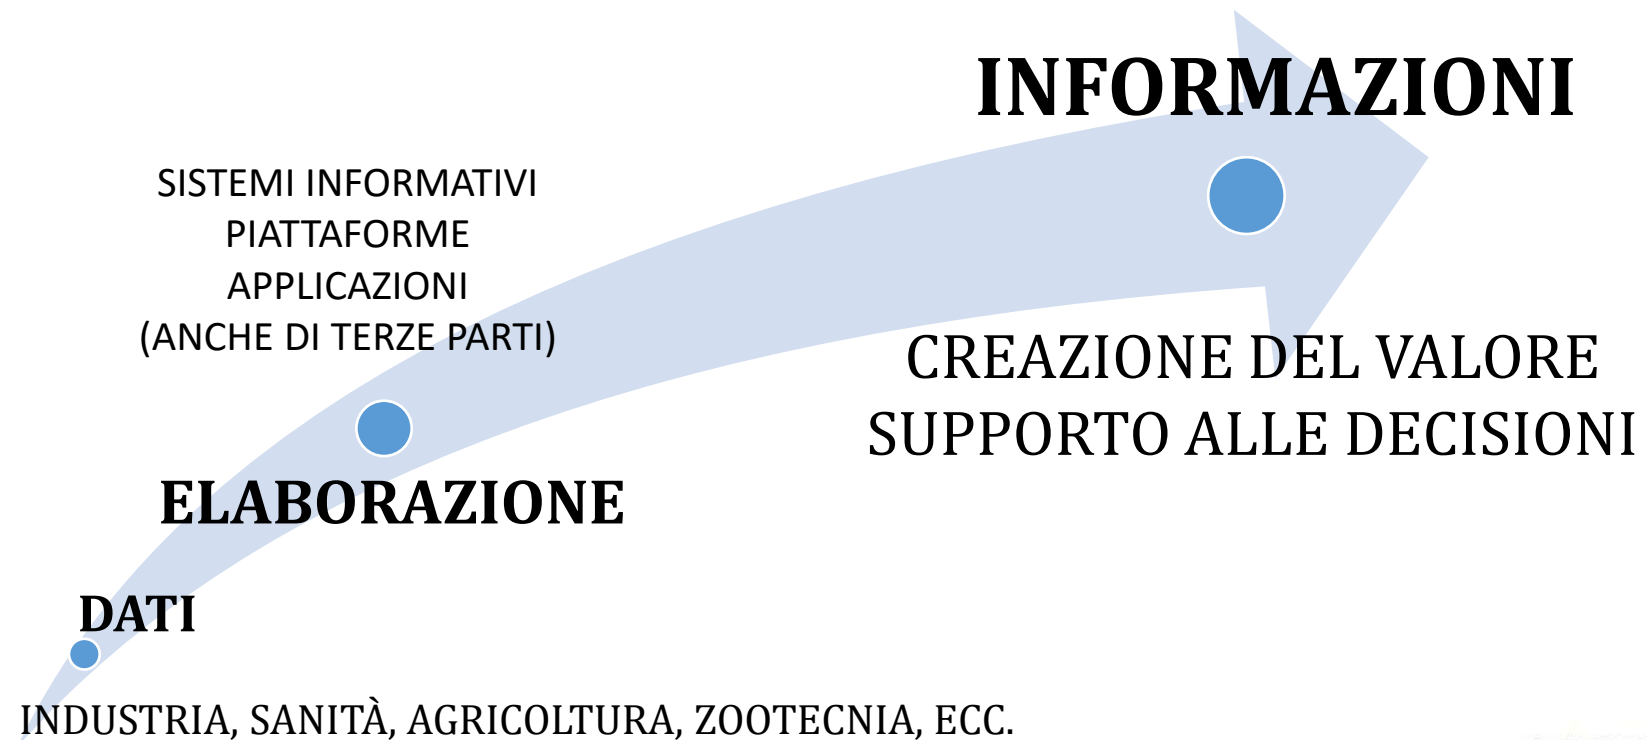 INFORMAZIONI
SISTEMI INFORMATIVI
PIATTAFORME
APPLICAZIONI
(ANCHE DI TERZE PARTI)
CREAZIONE DEL VALORE
SUPPORTO ALLE DECISIONI
ELABORAZIONE
DATI
INDUSTRIA, SANITÀ, AGRICOLTURA, ZOOTECNIA, ECC.